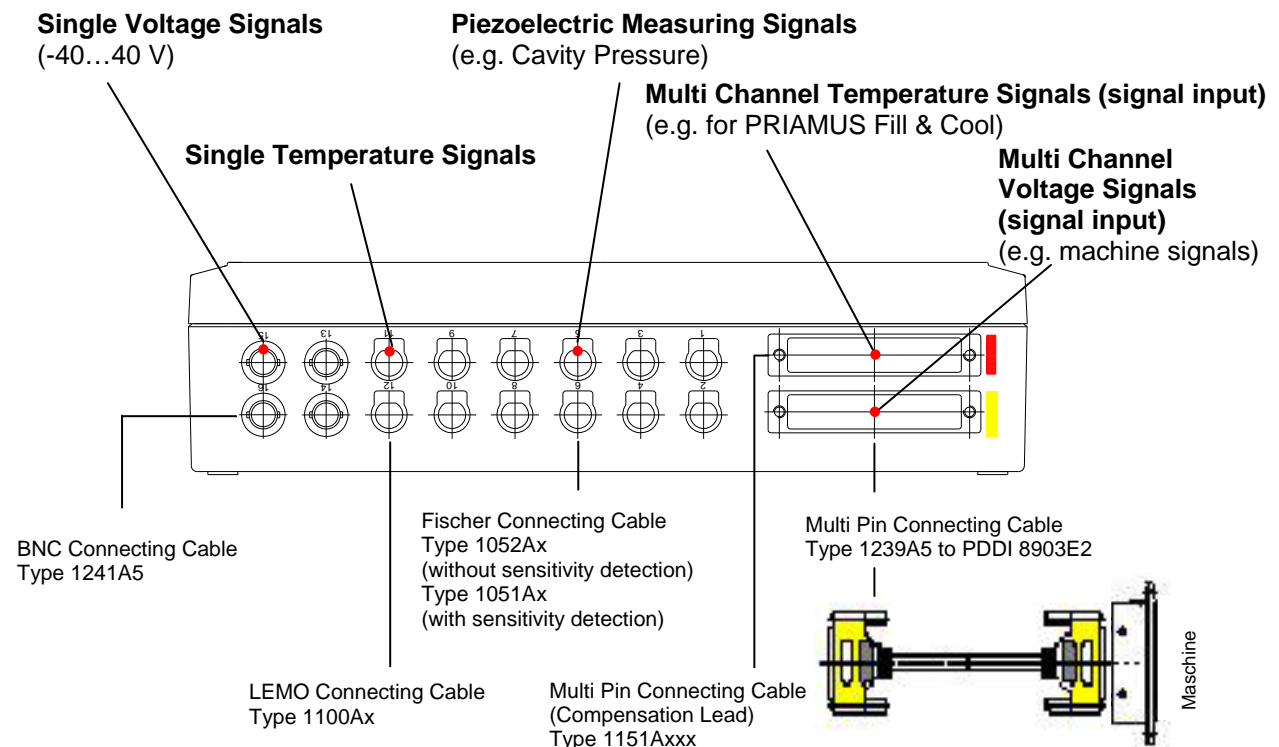 Single Voltage Signals
(-40…40 V)
Piezoelectric Measuring Signals
(e.g. Cavity Pressure)
Multi Channel Temperature Signals (signal input)
(e.g. for PRIAMUS Fill & Cool)
Single Temperature Signals
Multi Channel
Voltage Signals
(signal input)
(e.g. machine signals)
15 13 11 9 7 5 3 1
16 14 12 10 8 6 4 2
BNC Connecting Cable
Type 1241A5
Fischer Connecting Cable
Type 1052Ax
(without sensitivity detection)
Type 1051Ax
(with sensitivity detection)
Multi Pin Connecting Cable
Type 1239A5 to PDDI 8903E2
LEMO Connecting Cable
Type 1100Ax
Multi Pin Connecting Cable
(Compensation Lead)
Type 1151Axxx
Maschine